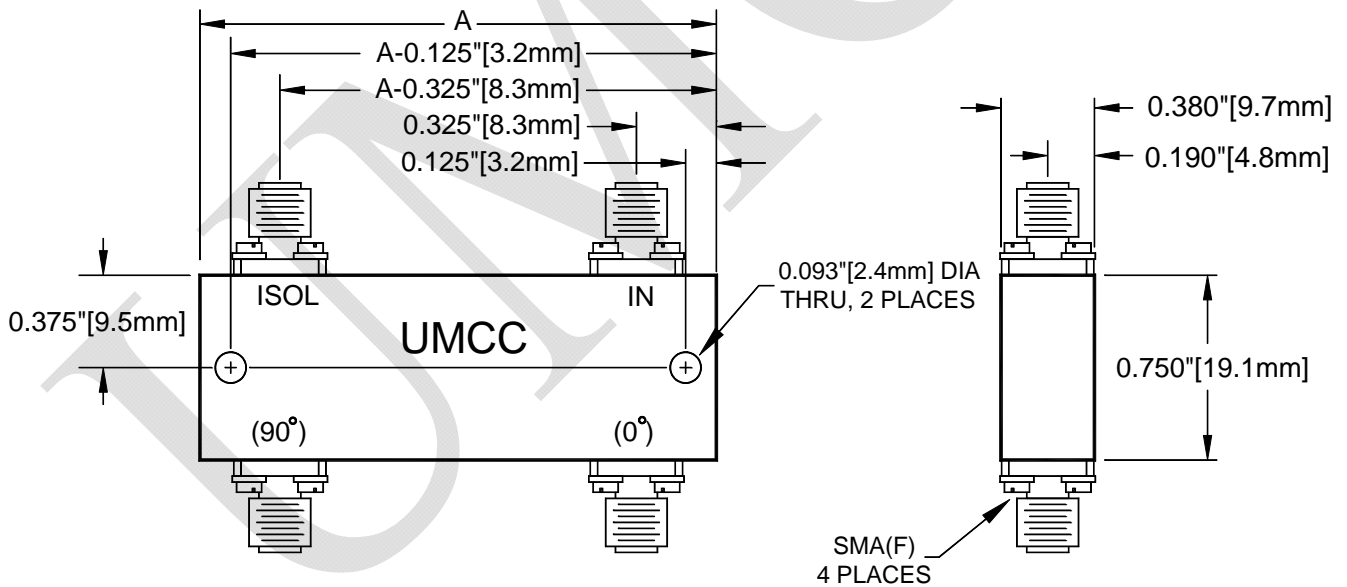 A
A-0.125"[3.2mm]
A-0.325"[8.3mm]
0.325"[8.3mm]
0.125"[3.2mm]
0.380"[9.7mm]
0.190"[4.8mm]
ISOL
IN
0.093"[2.4mm] DIA
THRU, 2 PLACES
0.375"[9.5mm]
UMCC
0.750"[19.1mm]
(90°)
(0°)
SMA(F)
4 PLACES